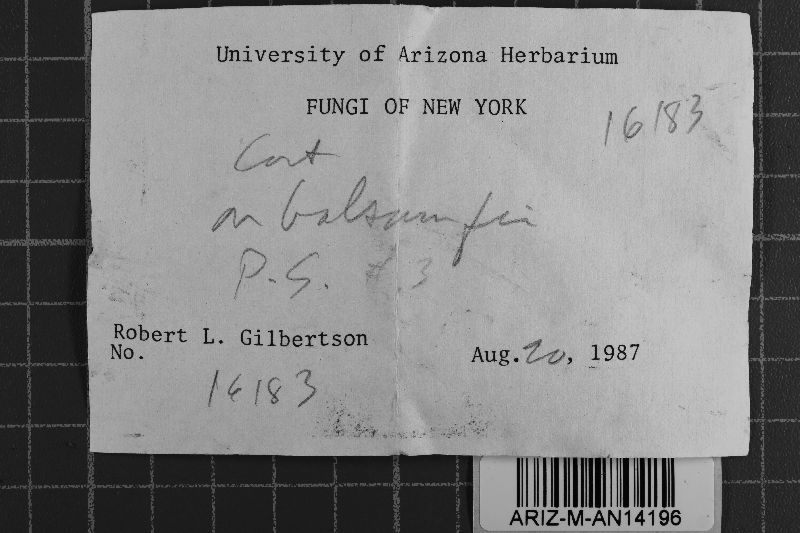 University of Arizona Herbarium
FUNGI OF NEW YORK
16183
Cort
on balsam fir
P.S. #.3
Robert L. Gilbertson
No.
16183
Aug. 20, 1987
ARIZ-M-AN14196